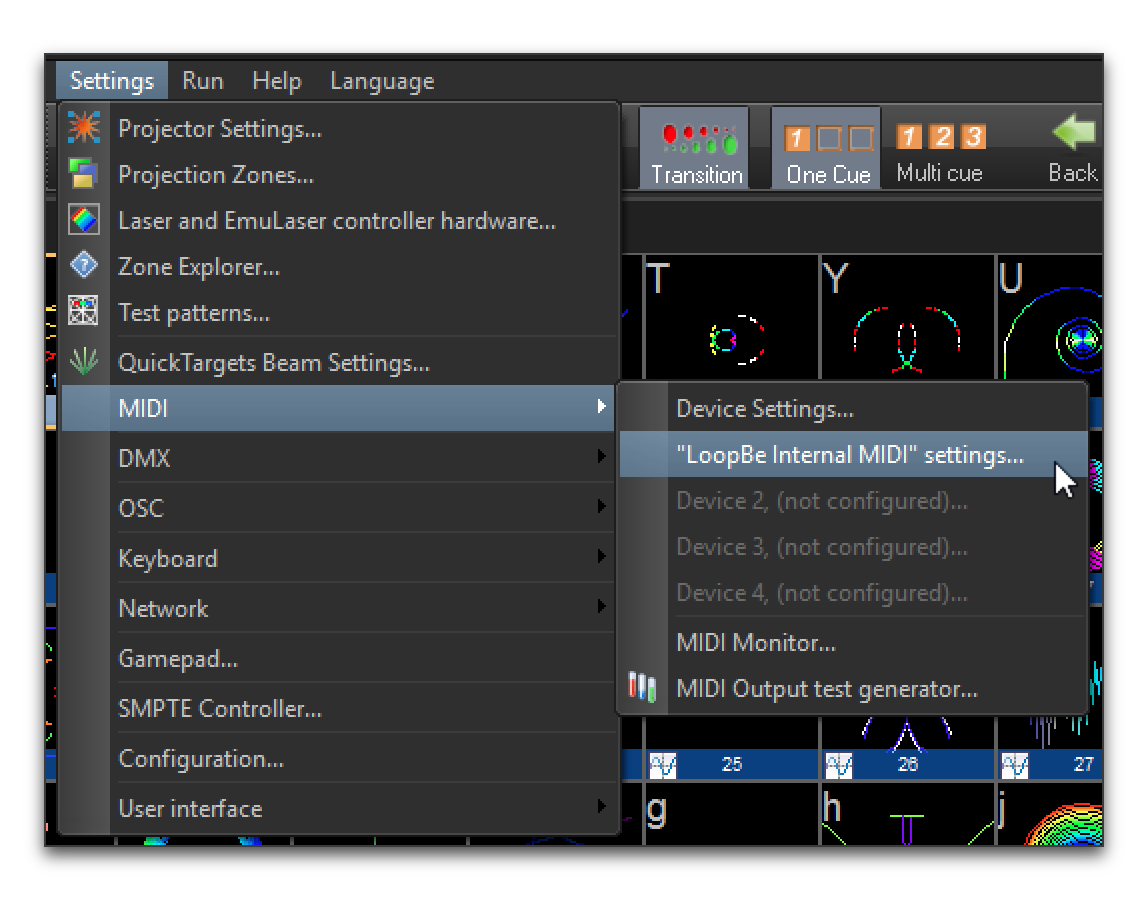 Settings Run Help Language
Projector Settings...
Projection Zones...
Laser and EmuLaser controller hardware...
Zone Explorer...
Test patterns...
QuickTargets Beam Settings...
MIDI
DMX
OSC
Keyboard
Network
Gamepad...
SMPTE Controller...
Configuration...
User interface
1 1 2 3
Transition One Cue Multi cue Back
T Y U
Device Settings...
"LoopBe Internal MIDI" settings...
Device 2, (not configured)...
Device 3, (not configured)...
Device 4, (not configured)...
MIDI Monitor...
MIDI Output test generator...
25 26 27
g h j